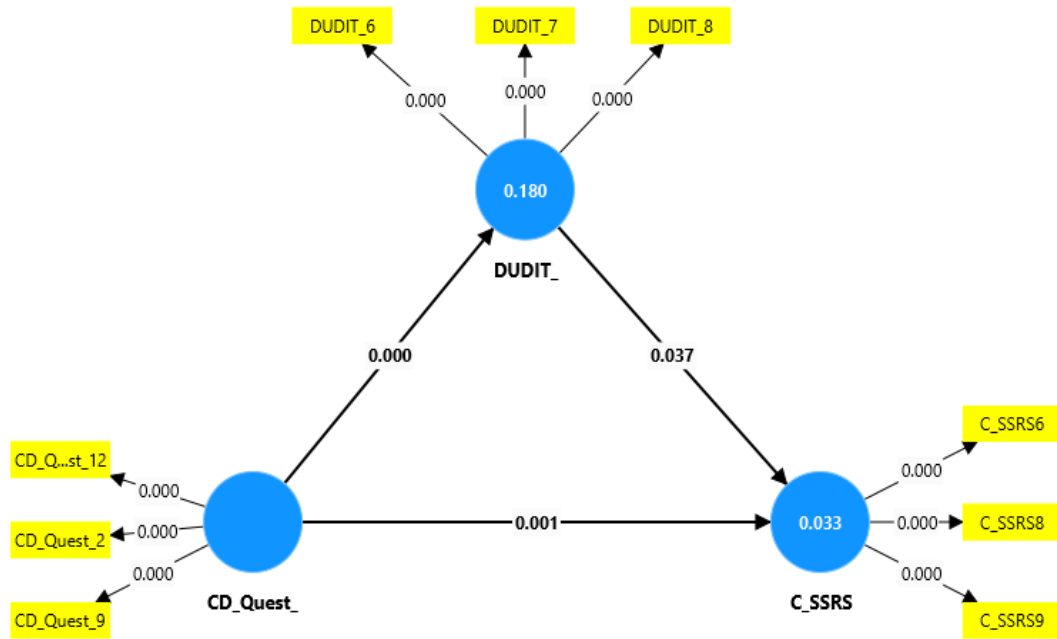 DUDIT_6
DUDIT_7
DUDIT_8
0.000
0.000
0.000
0.180
DUDIT_
0.000
0.037
CD_Q...st_12
0.000
CD_Quest_2
0.000
CD_Quest_9
0.000
CD_Quest_
0.001
0.033
C_SSRS
0.000
C_SSRS6
0.000
C_SSRS8
0.000
C_SSRS9